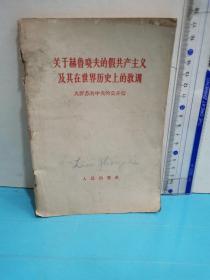 关于赫鲁晓夫的假共产主义
及其在世界历史上的教训
九评苏共中央的公开信
人民出版社